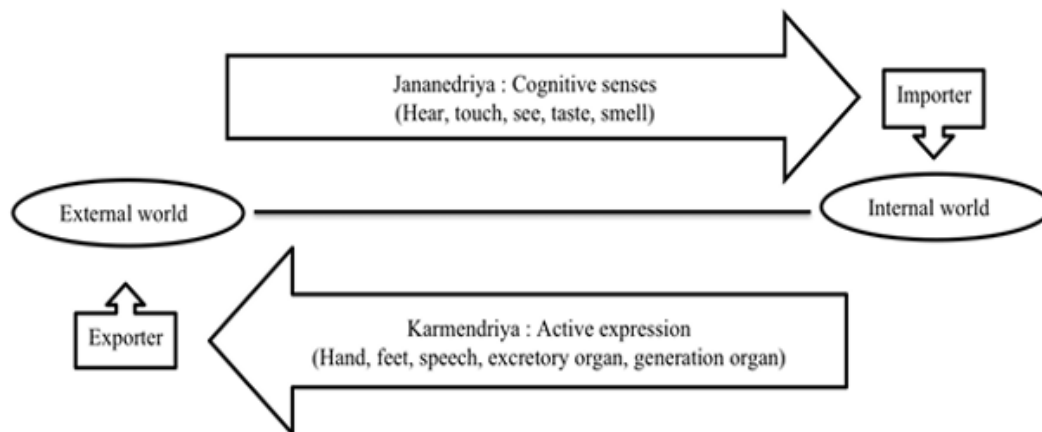 Jananedriya : Cognitive senses
(Hear, touch, see, taste, smell)
Importer
External world
Internal world
Exporter
Karmendriya : Active expression
(Hand, feet, speech, excretory organ, generation organ)